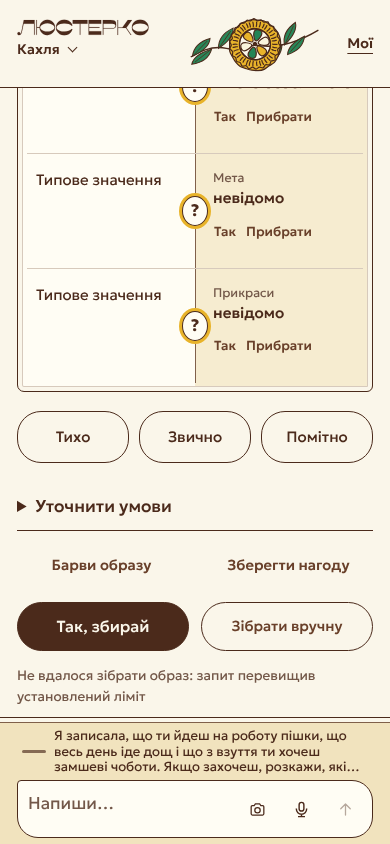 ЛЮСТЕРКО
Кахля
Мої
Так Прибрати
Типове значення
Мета
невідомо
?
Так Прибрати
Типове значення
Прикраси
невідомо
?
Так Прибрати
Тихо
Звично
Помітно
Уточнити умови
Барви образу
Зберегти нагоду
Так, збирай
Зібрати вручну
Не вдалося зібрати образ: запит перевищив
установлений ліміт
Я записала, що ти йдеш на роботу пішки, що
весь день іде дощ і що з взуття ти хочеш
замшеві чоботи. Якщо захочеш, розкажи, які…
Напиши…